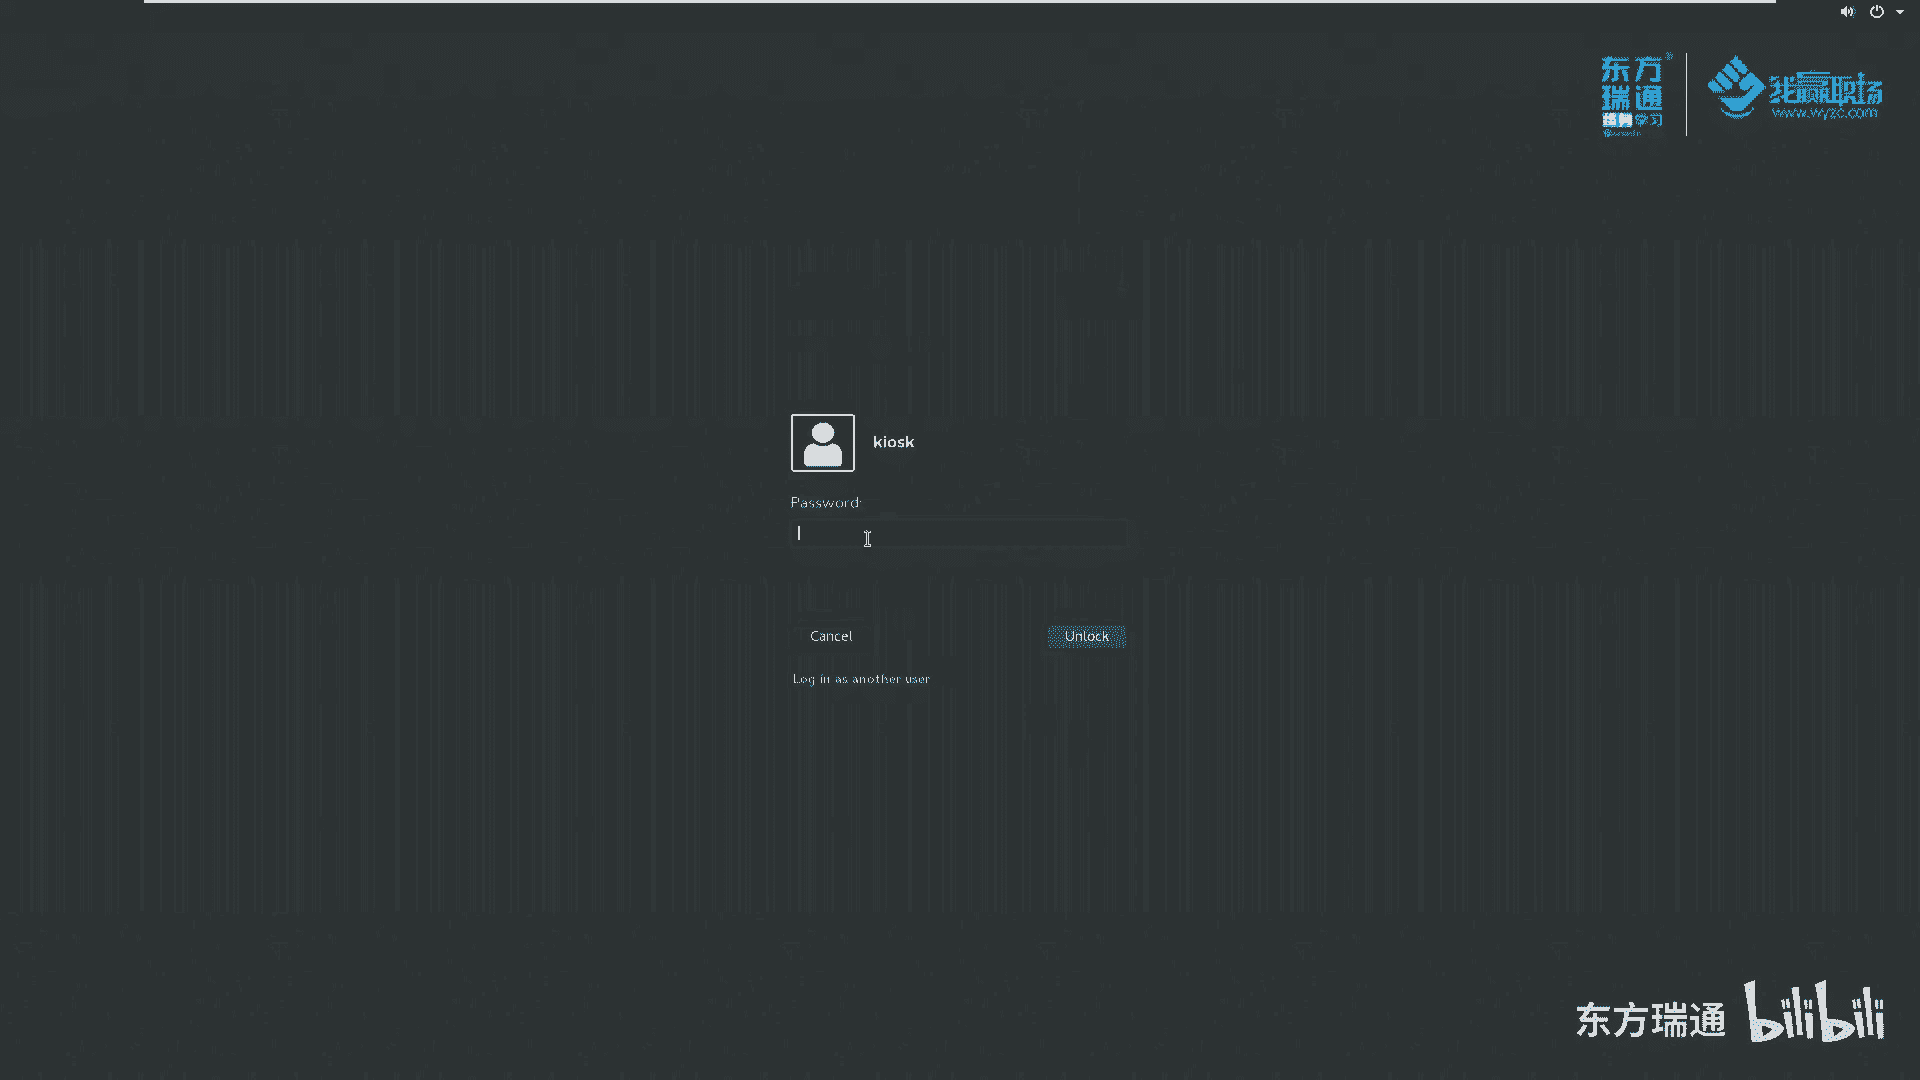 东方
瑞通
学习
我赢职场
www.wyzc.com
kiosk
Password:
Cancel
Unlock
Log in as another user
东方瑞通 bilibili